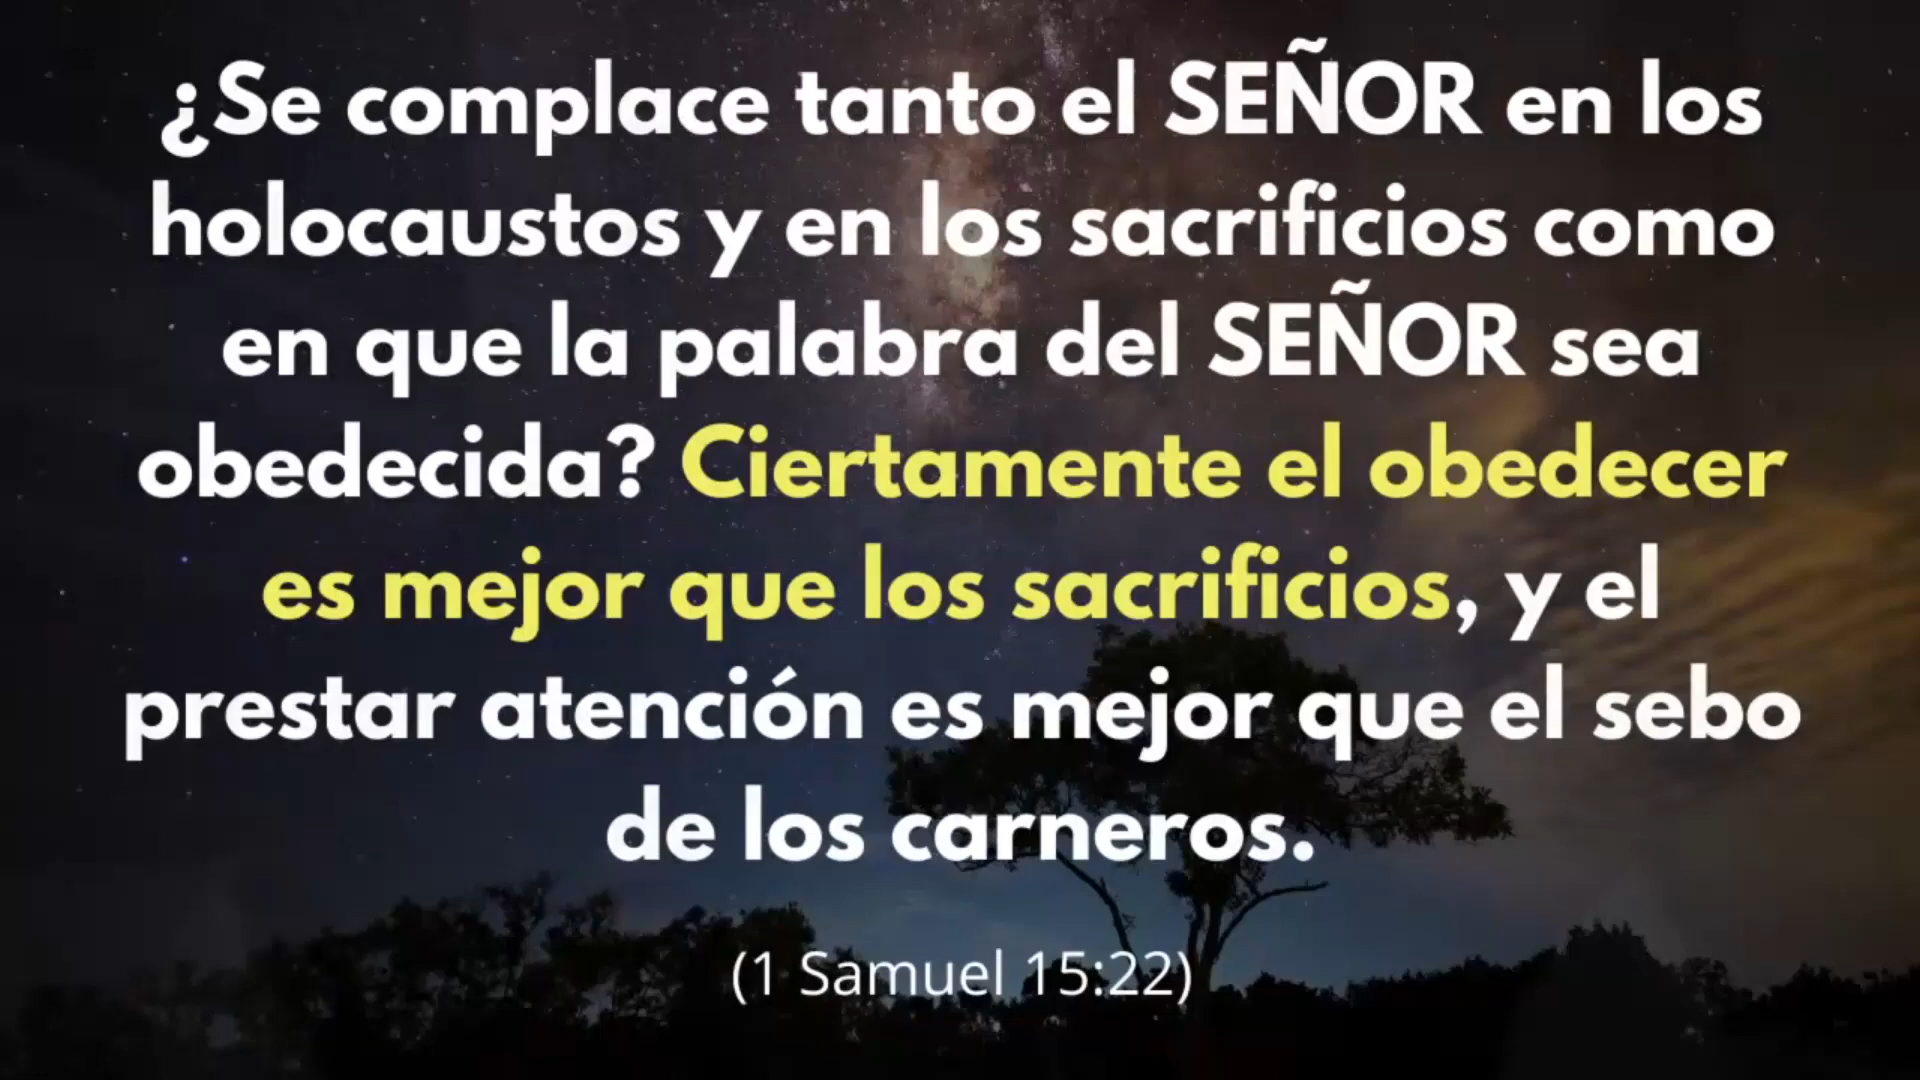 ¿Se complace tanto el SEÑOR en los
holocaustos y en los sacrificios como
en que la palabra del SEÑOR sea
obedecida? Ciertamente el obedecer
es mejor que los sacrificios, y el
prestar atención es mejor que el sebo
de los carneros.
(1 Samuel 15:22)